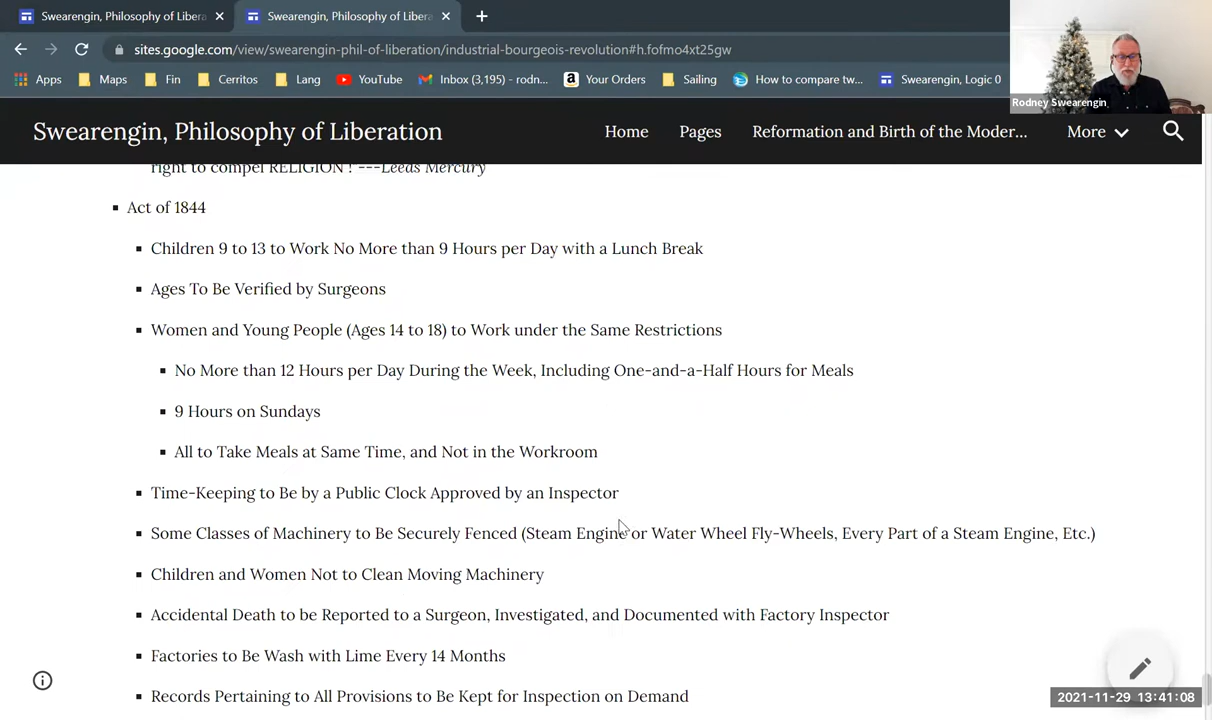 Swearengin, Philosophy of Libera
Swearengin, Philosophy of Libera
sites.google.com/view/swearengin-phil-of-liberation/industrial-bourgeois-revolution#h.fofmo4xt25gw
Apps Maps Fin Cerritos Lang YouTube Inbox (3,195) - rodn... Your Orders Sailing How to compare tw... Swearengin, Logic 0
Rodney Swearengin
Swearengin, Philosophy of Liberation Home Pages Reformation and Birth of the Moder... More
right to compel RELIGION ! ---Leeds Mercury
Act of 1844
Children 9 to 13 to Work No More than 9 Hours per Day with a Lunch Break
Ages To Be Verified by Surgeons
Women and Young People (Ages 14 to 18) to Work under the Same Restrictions
No More than 12 Hours per Day During the Week, Including One-and-a-Half Hours for Meals
9 Hours on Sundays
All to Take Meals at Same Time, and Not in the Workroom
Time-Keeping to Be by a Public Clock Approved by an Inspector
Some Classes of Machinery to Be Securely Fenced (Steam Engine or Water Wheel Fly-Wheels, Every Part of a Steam Engine, Etc.)
Children and Women Not to Clean Moving Machinery
Accidental Death to be Reported to a Surgeon, Investigated, and Documented with Factory Inspector
Factories to Be Wash with Lime Every 14 Months
Records Pertaining to All Provisions to Be Kept for Inspection on Demand
2021-11-29 13:41:08